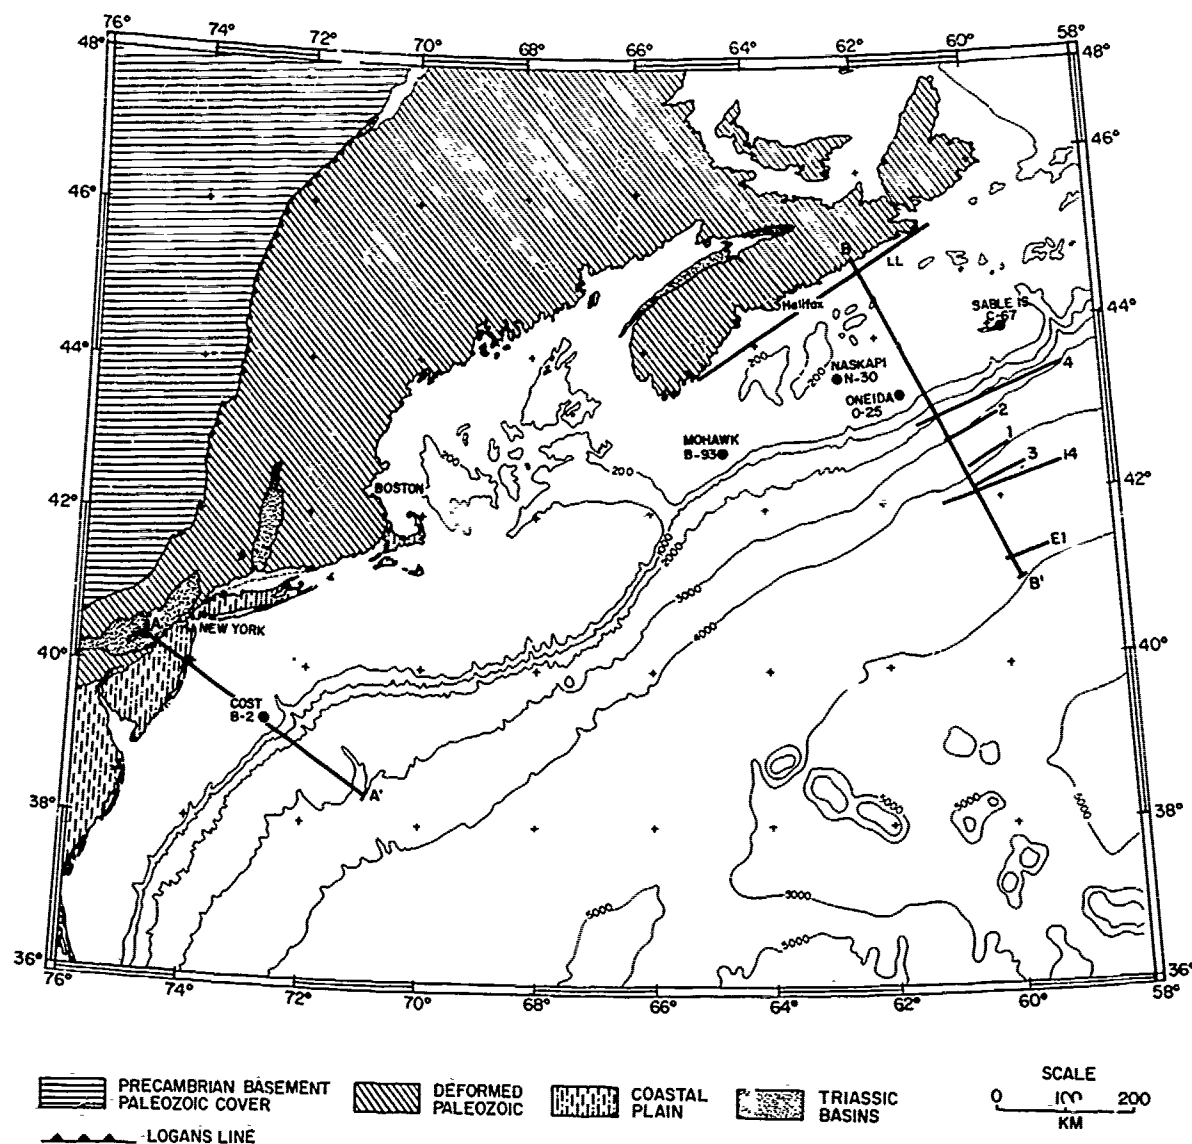 76° 74° 72° 70° 66° 64° 62° 60° 58°
48° 48°
46° 46°
B
LL
SABLE IS
C-67
Halifax
44° 44°
200
200
NASKAPI
N-30
4
ONEIDA
O-25
2
MOHAWK
B-93
1
200
200
3
14
BOSTON
42° 42°
2000
E1
B'
3000
A
NEW YORK
4000
40° 40°
COST
B-2
A'
38° 38°
5000
5000
5000
5000
5000
36° 36°
76° 74° 72° 70° 68° 66° 64° 62° 60° 58°
PRECAMBRIAN BASEMENT
PALEOZOIC COVER
DEFORMED
PALEOZOIC
COASTAL
PLAIN
TRIASSIC
BASINS
SCALE
0 100 200
KM
LOGANS LINE